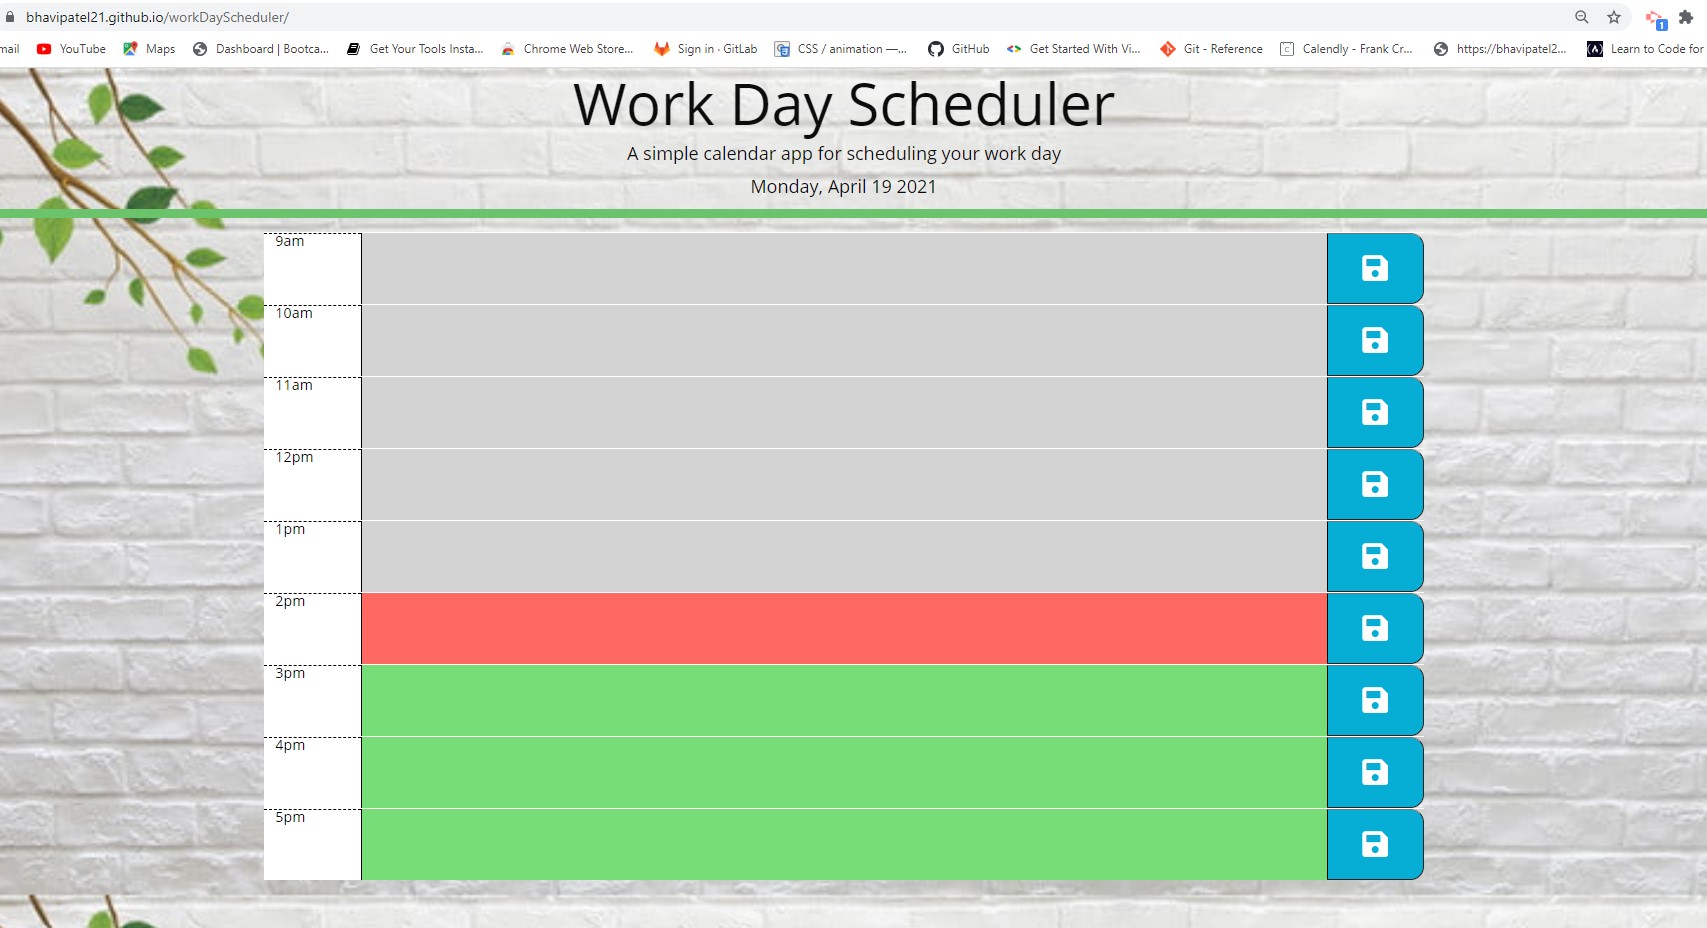 bhavipatel21.github.io/workDayScheduler/
1
mail YouTube Maps Dashboard | Bootca... Get Your Tools Insta... Chrome Web Store... Sign in · GitLab CSS / animation —... GitHub Get Started With Vi... Git - Reference Calendly - Frank Cr... https://bhavipatel2... Learn to Code for
Work Day Scheduler
A simple calendar app for scheduling your work day
Monday, April 19 2021
9am
10am
11am
12pm
1pm
2pm
3pm
4pm
5pm